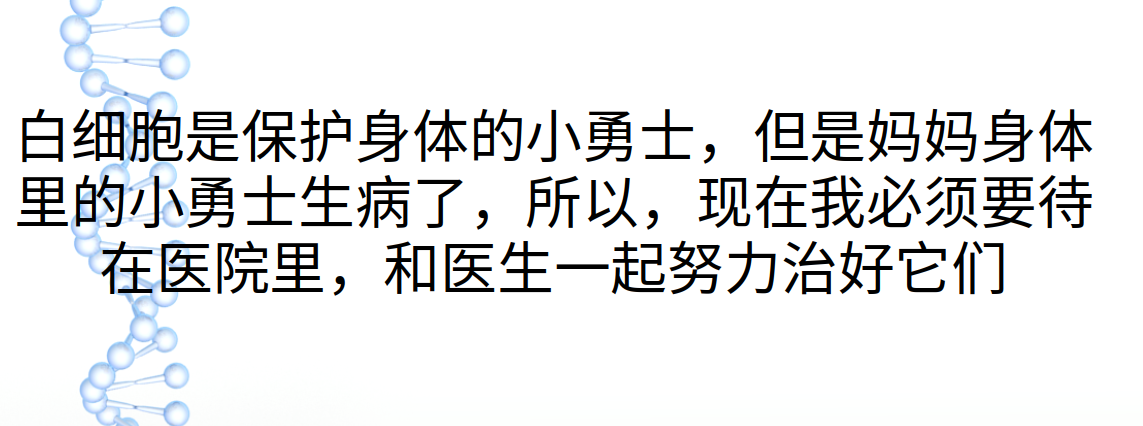 白细胞是保护身体的小勇士，但是妈妈身体
里的小勇士生病了，所以，现在我必须要待
在医院里，和医生一起努力治好它们